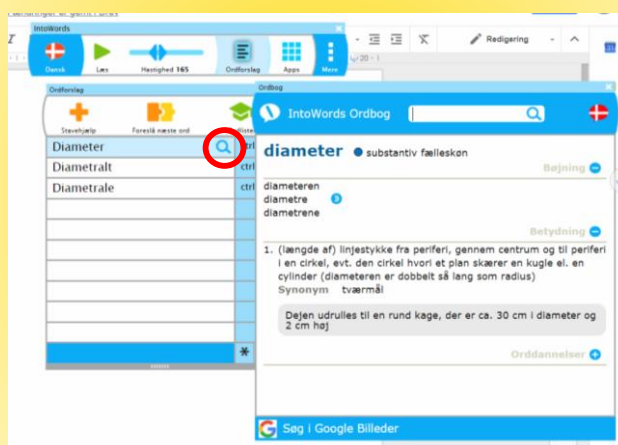 IntoWords
Dansk Læs Hastighed 165 Ordforslag Apps Mere
Redigering
20
Ordforslag
Stavehjælp Foreslå næste ord
Diameter ctrl
Diametralt ctrl
Diametrale ctrl
*
Ordbog
IntoWords Ordbog
diameter substantiv fælleskøn
Bøjning
diameteren
diametre
diametrene
Betydning
1. (længde af) linjestykke fra periferi, gennem centrum og til periferi
i en cirkel, evt. den cirkel hvori et plan skærer en kugle el. en
cylinder (diameteren er dobbelt så lang som radius)
Synonym tværmål
Dejen udrulles til en rund kage, der er ca. 30 cm i diameter og
2 cm høj
Orddannelser
G Søg i Google Billeder